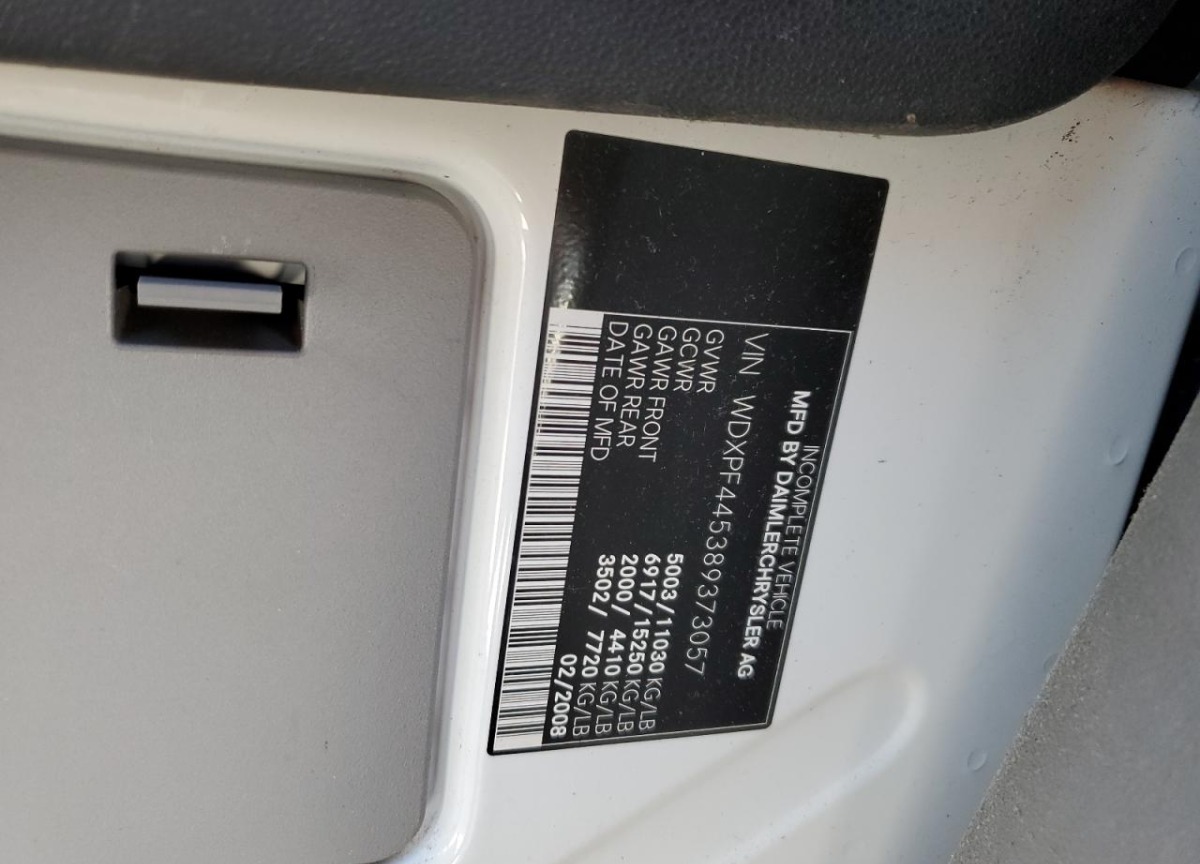 INCOMPLETE VEHICLE
MFD BY DAIMLERCHRYSLER AG
VIN WDXPF445389373057
GVWR 5003/11030 KG/LB
GCWR 6917/15250 KG/LB
GAWR FRONT 2000/ 4410 KG/LB
GAWR REAR 3502/ 7720 KG/LB
DATE OF MFD 02/2008